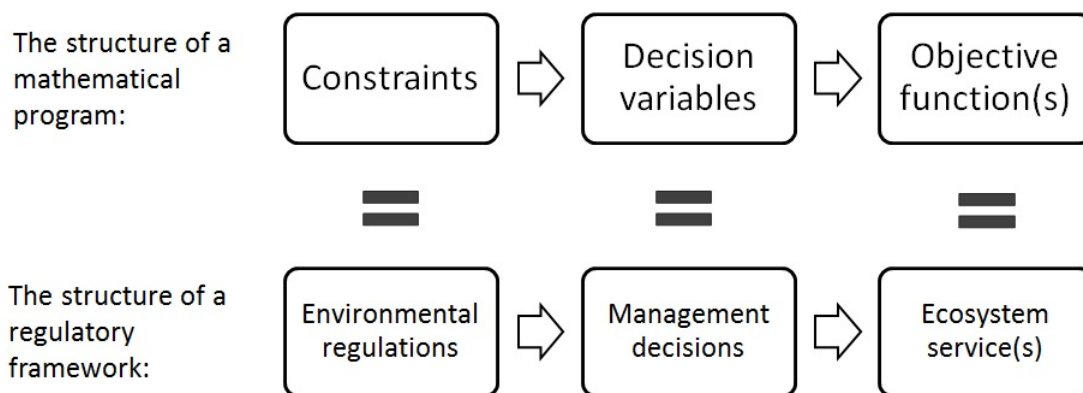 The structure of a
mathematical
program:
Constraints
Decision
variables
Objective
function(s)
The structure of a
regulatory
framework:
Environmental
regulations
Management
decisions
Ecosystem
service(s)